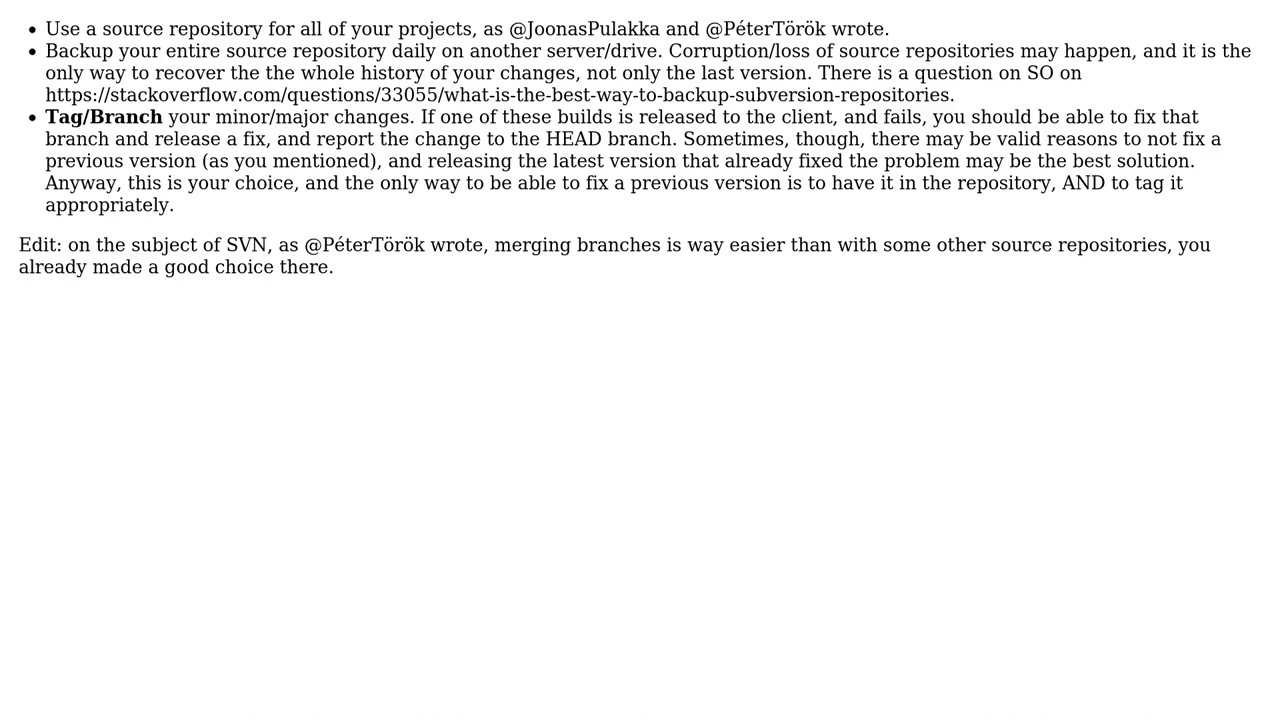 • Use a source repository for all of your projects, as @JoonasPulakka and @PéterTörök wrote.
• Backup your entire source repository daily on another server/drive. Corruption/loss of source repositories may happen, and it is the
only way to recover the the whole history of your changes, not only the last version. There is a question on SO on
https://stackoverflow.com/questions/33055/what-is-the-best-way-to-backup-subversion-repositories.
• Tag/Branch your minor/major changes. If one of these builds is released to the client, and fails, you should be able to fix that
branch and release a fix, and report the change to the HEAD branch. Sometimes, though, there may be valid reasons to not fix a
previous version (as you mentioned), and releasing the latest version that already fixed the problem may be the best solution.
Anyway, this is your choice, and the only way to be able to fix a previous version is to have it in the repository, AND to tag it
appropriately.
Edit: on the subject of SVN, as @PéterTörök wrote, merging branches is way easier than with some other source repositories, you
already made a good choice there.